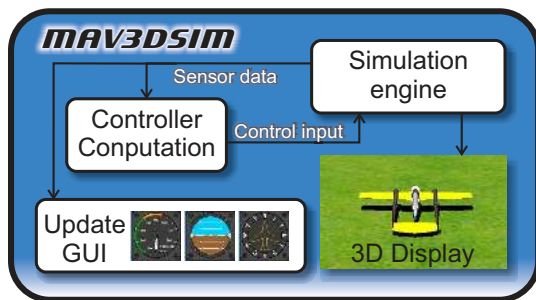 MAV3DSIM
Simulation
engine
Sensor data
Controller
Conputation
Control input
Update
GUI
3D Display